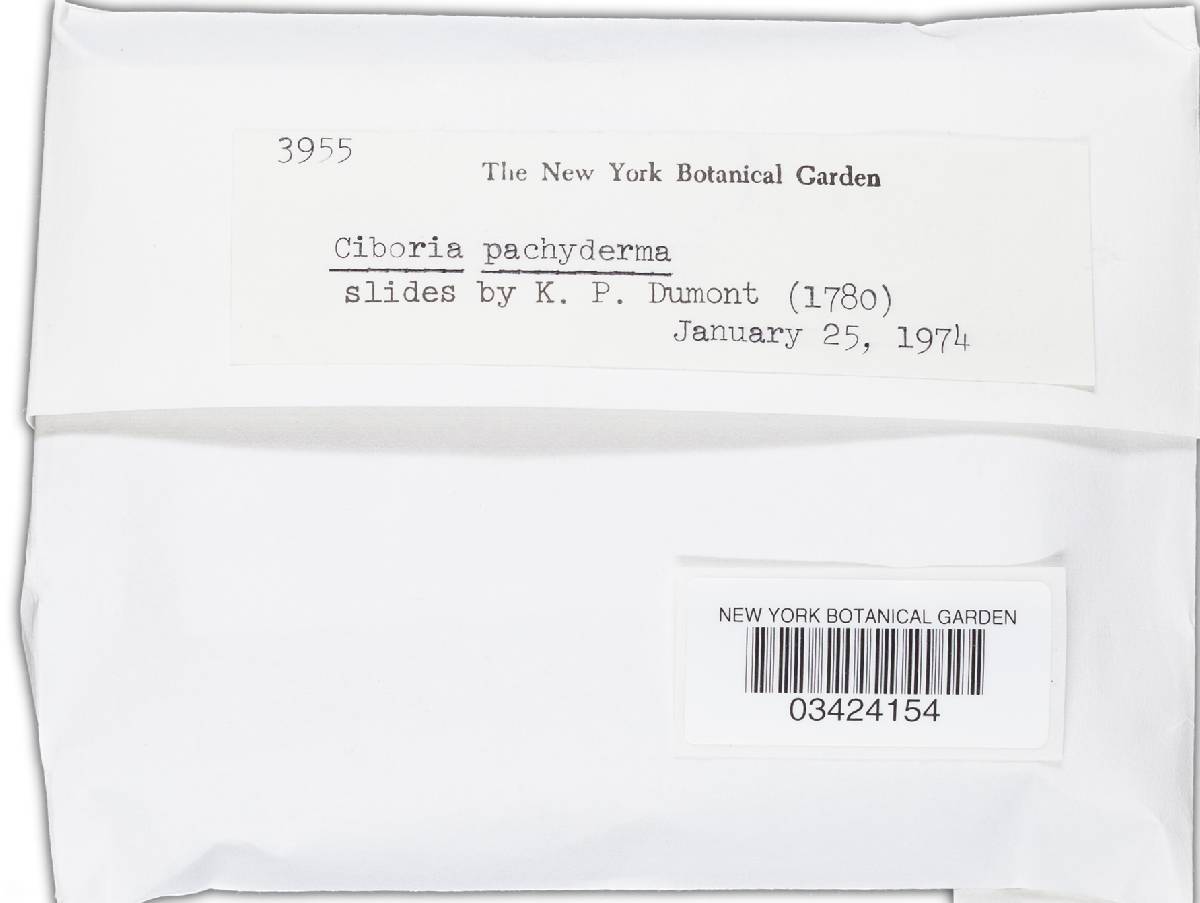 3955
The New York Botanical Garden
Ciboria pachyderma
slides by K. P. Dumont (1780)
January 25, 1974
NEW YORK BOTANICAL GARDEN
03424154